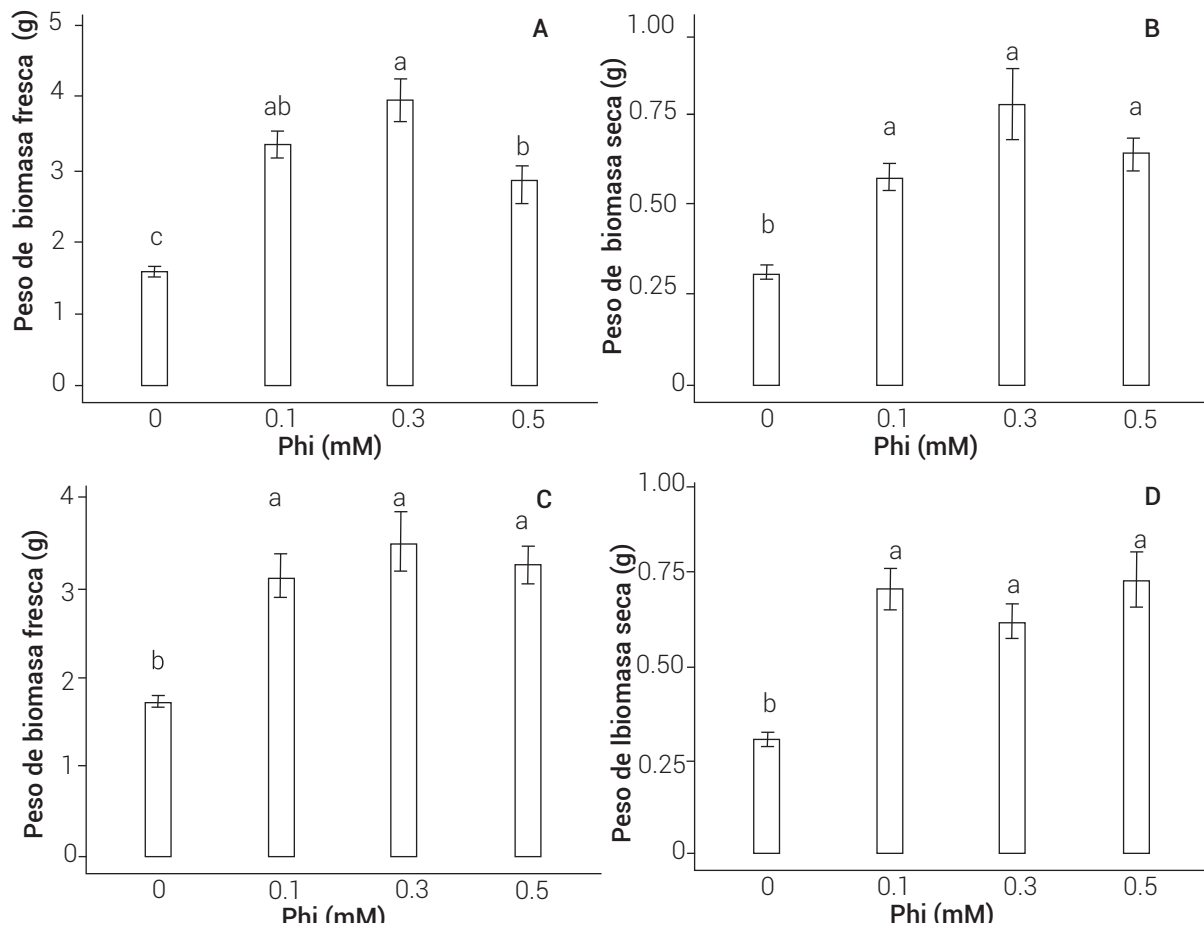 A
Peso de biomasa fresca (g)
5
4
3
2
1
0
c
ab
a
b
0 0.1 0.3 0.5
Phi (mM)
B
Peso de biomasa seca (g)
1.00
0.75
0.50
0.25
0
b
a
a
a
0 0.1 0.3 0.5
Phi (mM)
C
Peso de biomasa fresca (g)
4
3
2
1
0
b
a
a
a
0 0.1 0.3 0.5
Phi (mM)
D
Peso de lbiomasa seca (g)
1.00
0.75
0.50
0.25
0
b
a
a
a
0 0.1 0.3 0.5
Phi (mM)